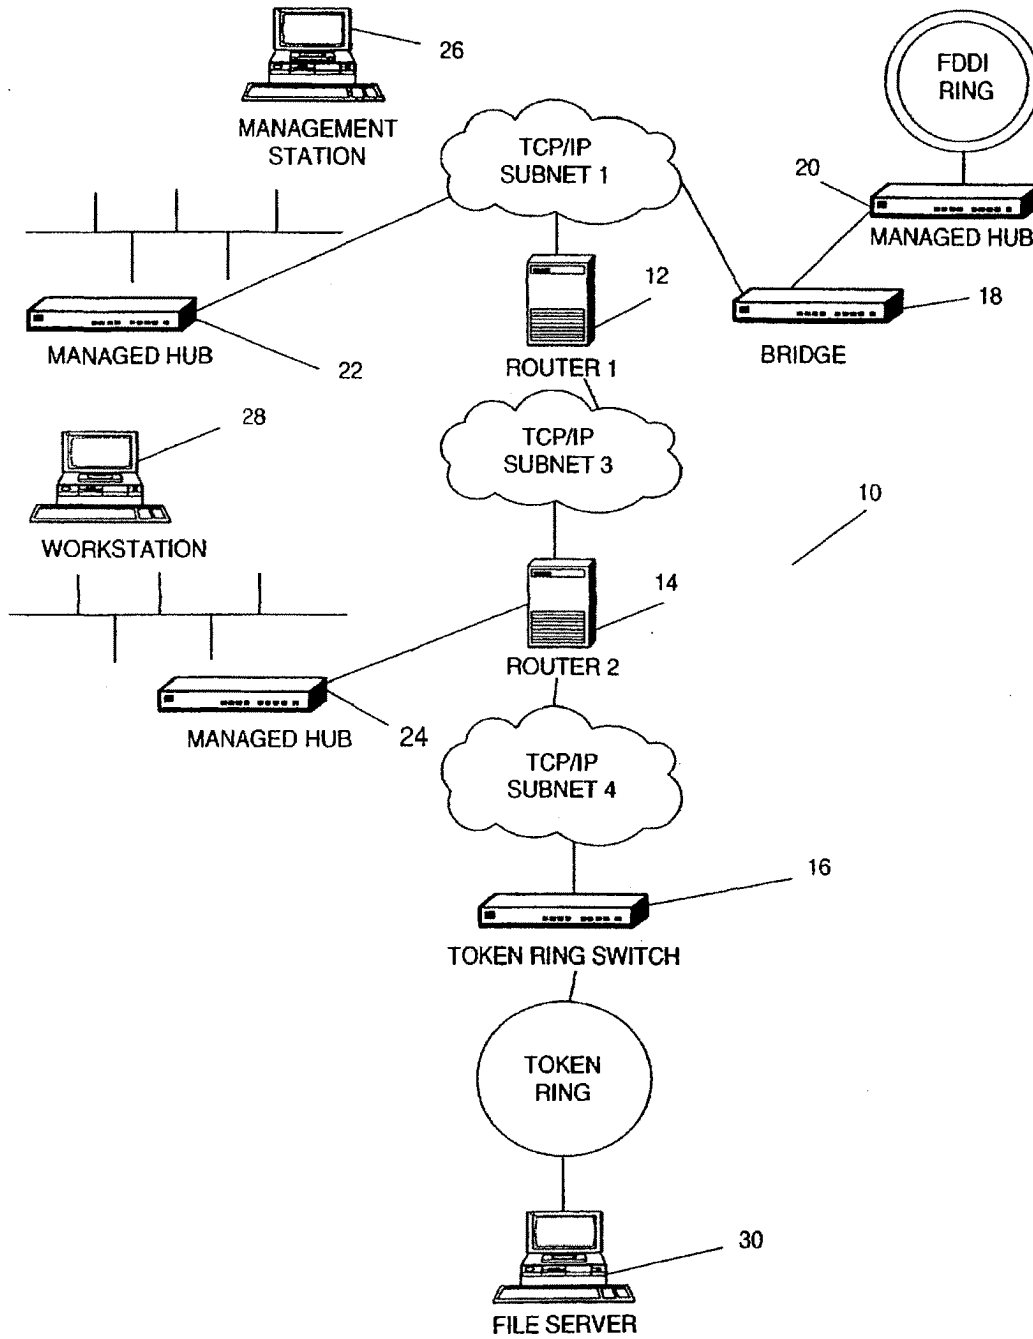 26
MANAGEMENT
STATION
FDDI
RING
TCP/IP
SUBNET 1
20
MANAGED HUB
12
18
MANAGED HUB
22
ROUTER 1
BRIDGE
28
WORKSTATION
TCP/IP
SUBNET 3
10
14
ROUTER 2
MANAGED HUB
24
TCP/IP
SUBNET 4
16
TOKEN RING SWITCH
TOKEN
RING
30
FILE SERVER